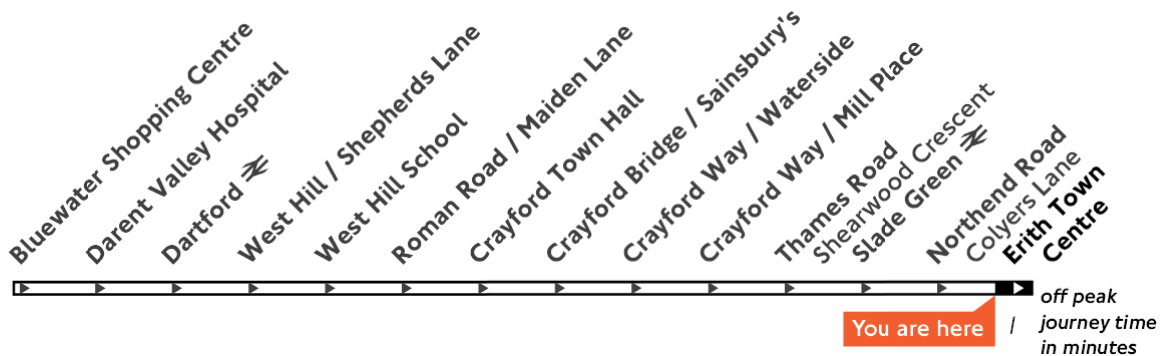 Bluewater Shopping Centre
Darent Valley Hospital
Dartford
West Hill / Shepherds Lane
West Hill School
Roman Road / Maiden Lane
Crayford Town Hall
Crayford Bridge / Sainsbury's
Crayford Way / Waterside
Crayford Way / Mill Place
Thames Road
Shearwood Crescent
Slade Green
Northend Road
Colyers Lane
Erith Town
Centre
You are here
/
off peak
journey time
in minutes